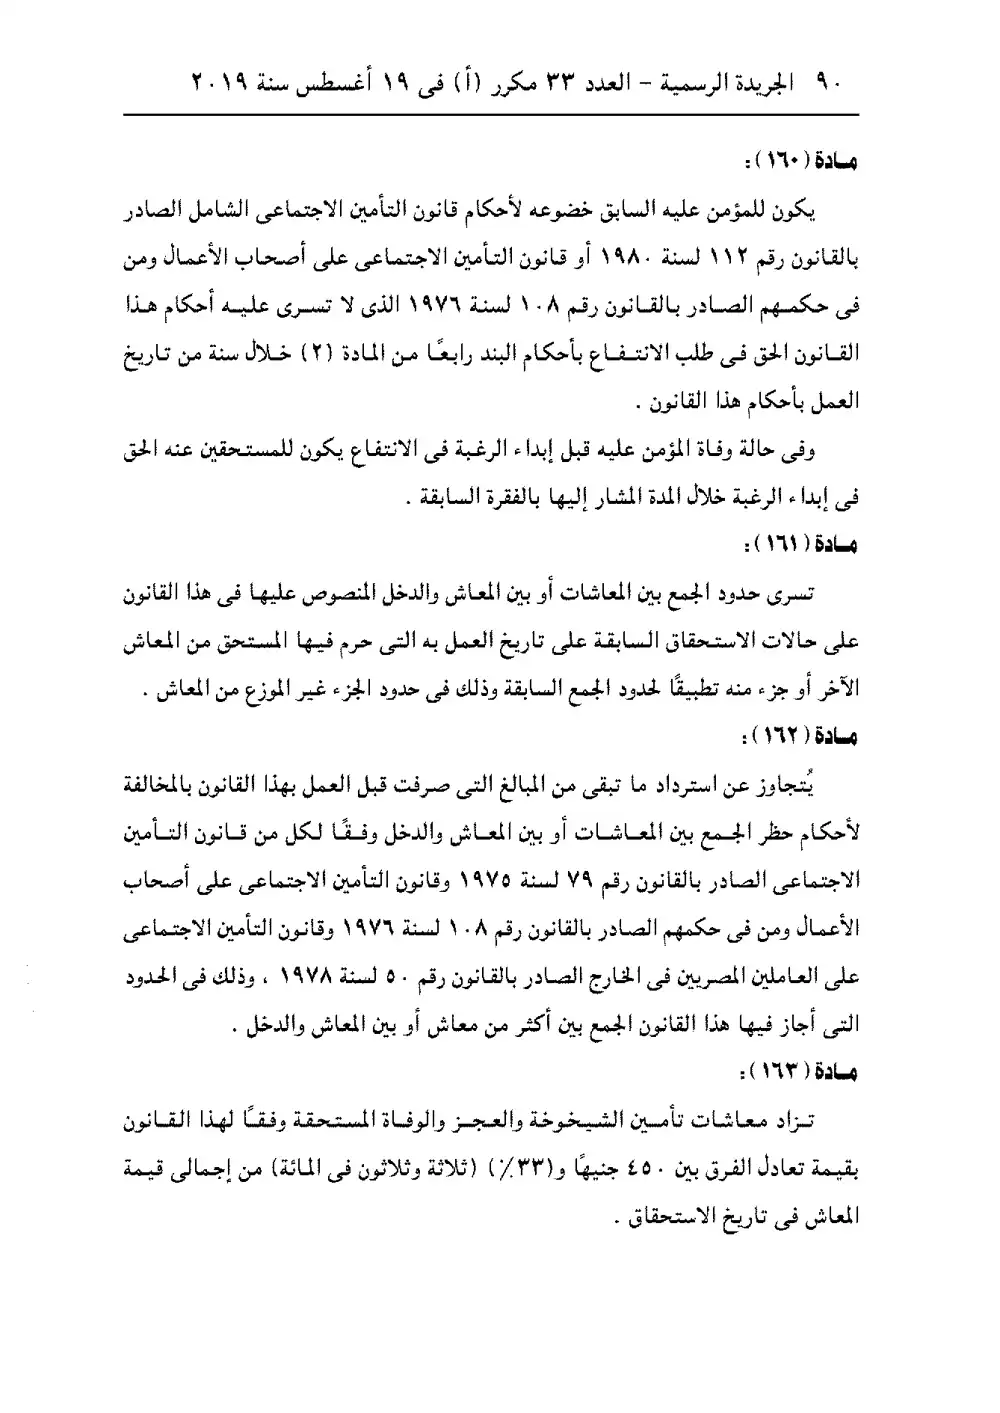 ٩٠ الجريدة الرسمية – العدد ٣٣ مكرر (أ) فى ١٩ أغسطس سنة ٢٠١٩
مادة (١٦٠):
يكون للمؤمن عليه السابق خضوعه لأحكام قانون التأمين الاجتماعى الشامل الصادر
بالقانون رقم ١١٢ لسنة ١٩٨٠ أو قانون التأمين الاجتماعى على أصحاب الأعمال ومن
فى حكمهم الصادر بالقانون رقم ١٠٨ لسنة ١٩٧٦ الذى لا تسرى عليه أحكام هذا
القانون الحق فى طلب الانتفاع بأحكام البند رابعًا من المادة (٢) خلال سنة من تاريخ
العمل بأحكام هذا القانون .
وفى حالة وفاة المؤمن عليه قبل إبداء الرغبة فى الانتفاع يكون للمستحقين عنه الحق
فى إبداء الرغبة خلال المدة المشار إليها بالفقرة السابقة .
مادة (١٦١):
تسرى حدود الجمع بين المعاشات أو بين المعاش والدخل المنصوص عليها فى هذا القانون
على حالات الاستحقاق السابقة على تاريخ العمل به التى حرم فيها المستحق من المعاش
الآخر أو جزء منه تطبيقًا لحدود الجمع السابقة وذلك فى حدود الجزء غير الموزع من المعاش .
مادة (١٦٢):
يُتجاوز عن استرداد ما تبقى من المبالغ التى صرفت قبل العمل بهذا القانون بالمخالفة
لأحكام حظر الجمع بين المعاشات أو بين المعاش والدخل وفقًا لكل من قانون التأمين
الاجتماعى الصادر بالقانون رقم ٧٩ لسنة ١٩٧٥ وقانون التأمين الاجتماعى على أصحاب
الأعمال ومن فى حكمهم الصادر بالقانون رقم ١٠٨ لسنة ١٩٧٦ وقانون التأمين الاجتماعى
على العاملين المصريين فى الخارج الصادر بالقانون رقم ٥٠ لسنة ١٩٧٨ ، وذلك فى الحدود
التى أجاز فيها هذا القانون الجمع بين أكثر من معاش أو بين المعاش والدخل .
مادة (١٦٣):
تزاد معاشات تأمين الشيخوخة والعجز والوفاة المستحقة وفقًا لهذا القانون
بقيمة تعادل الفرق بين ٤٥٠ جنيهًا و(٣٣٪) (ثلاثة وثلاثون فى المائة) من إجمالى قيمة
المعاش فى تاريخ الاستحقاق .